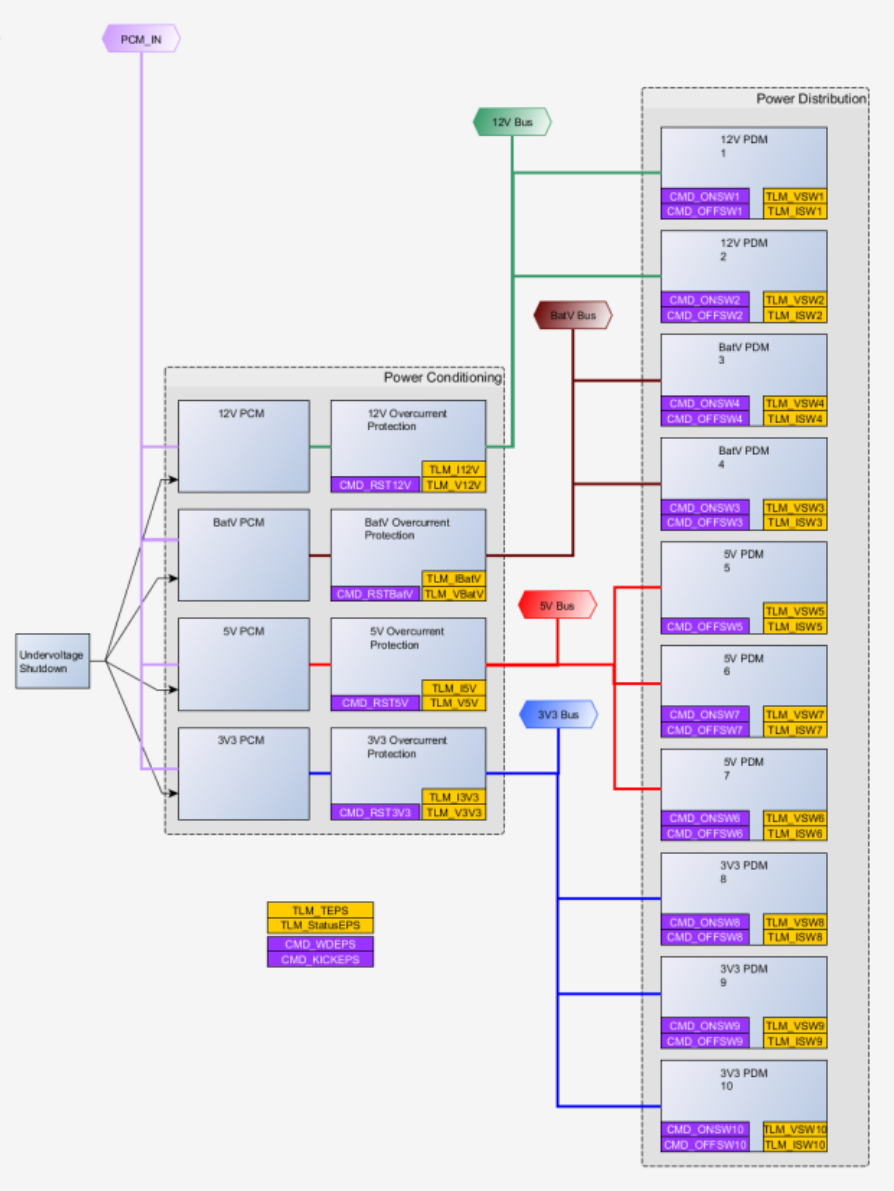 PCM_IN
12V Bus
BatV Bus
5V Bus
3V3 Bus
Undervoltage
Shutdown
Power Conditioning
12V PCM
12V Overcurrent
Protection
TLM_I12V
CMD_RST12V
TLM_V12V
BatV PCM
BatV Overcurrent
Protection
TLM_IBatV
CMD_RSTBatV
TLM_VBatV
5V PCM
5V Overcurrent
Protection
TLM_I5V
CMD_RST5V
TLM_V5V
3V3 PCM
3V3 Overcurrent
Protection
TLM_I3V3
CMD_RST3V3
TLM_V3V3
TLM_TEPS
TLM_StatusEPS
CMD_WDEPS
CMD_KICKEPS
Power Distribution
12V PDM
1
CMD_ONSW1 TLM_VSW1
CMD_OFFSW1 TLM_ISW1
12V PDM
2
CMD_ONSW2 TLM_VSW2
CMD_OFFSW2 TLM_ISW2
BatV PDM
3
CMD_ONSW4 TLM_VSW4
CMD_OFFSW4 TLM_ISW4
BatV PDM
4
CMD_ONSW3 TLM_VSW3
CMD_OFFSW3 TLM_ISW3
5V PDM
5
TLM_VSW5
CMD_OFFSW5 TLM_ISW5
5V PDM
6
CMD_ONSW7 TLM_VSW7
CMD_OFFSW7 TLM_ISW7
5V PDM
7
CMD_ONSW6 TLM_VSW6
CMD_OFFSW6 TLM_ISW6
3V3 PDM
8
CMD_ONSW8 TLM_VSW8
CMD_OFFSW8 TLM_ISW8
3V3 PDM
9
CMD_ONSW9 TLM_VSW9
CMD_OFFSW9 TLM_ISW9
3V3 PDM
10
CMD_ONSW10 TLM_VSW10
CMD_OFFSW10 TLM_ISW10